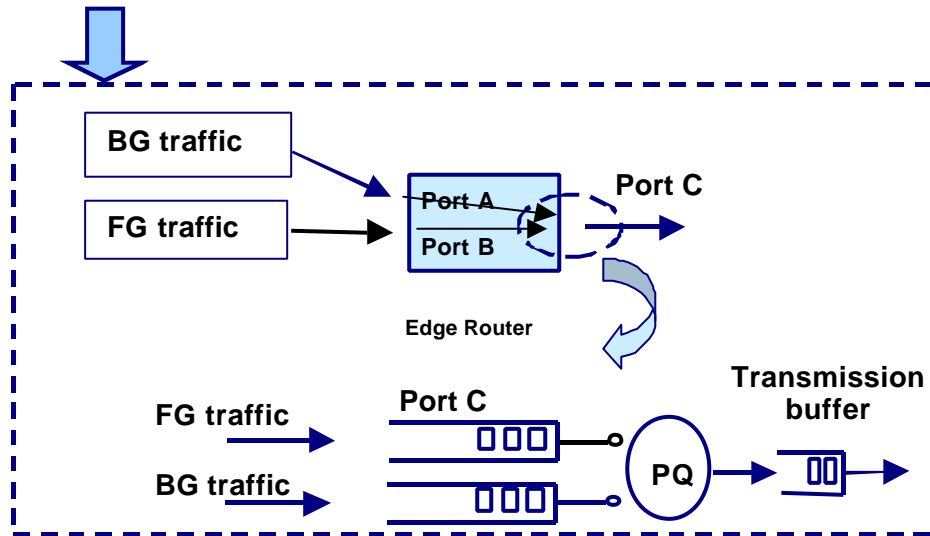 BG traffic
FG traffic
Port A
Port B
Port C
Edge Router
FG traffic
BG traffic
Port C
PQ
Transmission
buffer